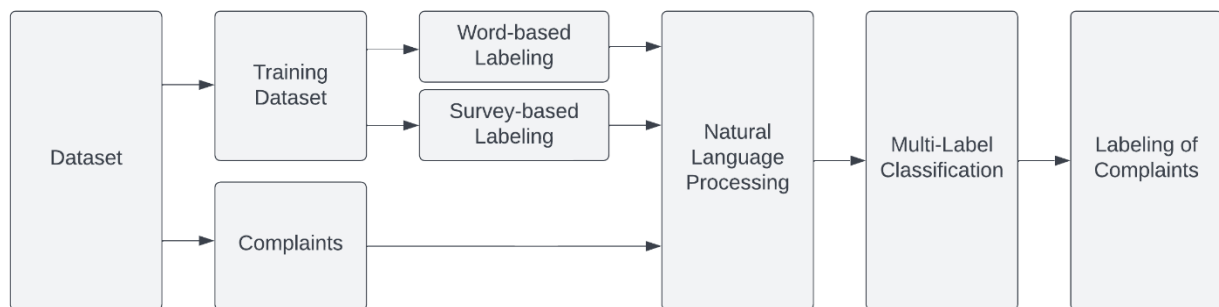 Dataset
Training
Dataset
Complaints
Word-based
Labeling
Survey-based
Labeling
Natural
Language
Processing
Multi-Label
Classification
Labeling of
Complaints